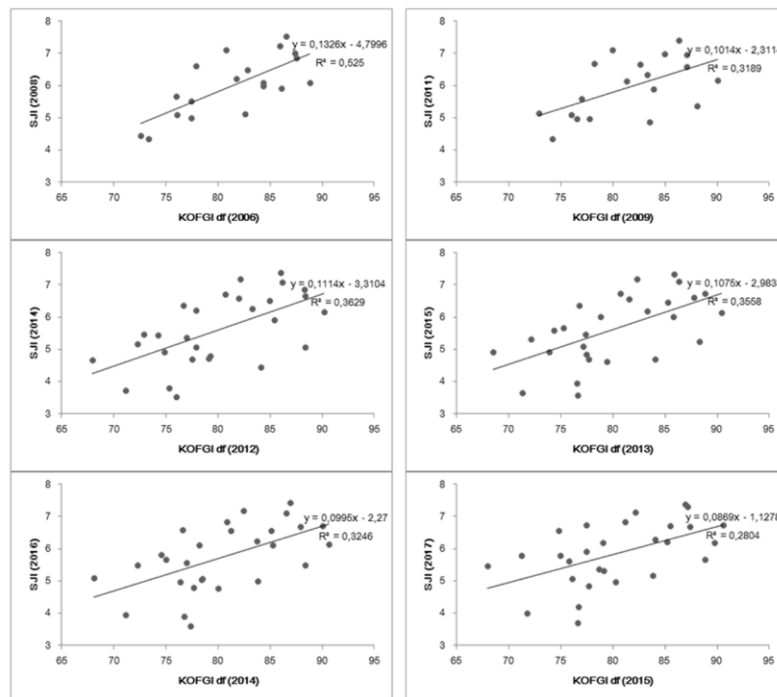 8
7
6
5
4
3
SJI (2008)
y = 0,1326x - 4,7996
R² = 0,525
65 70 75 80 85 90 95
KOFGI df (2006)
8
7
6
5
4
3
SJI (2011)
y = 0,1014x - 2,3114
R² = 0,3189
65 70 75 80 85 90 95
KOFGI df (2009)
8
7
6
5
4
3
SJI (2014)
y = 0,1114x - 3,3104
R² = 0,3629
65 70 75 80 85 90 95
KOFGI df (2012)
8
7
6
5
4
3
SJI (2015)
y = 0,1075x - 2,983
R² = 0,3558
65 70 75 80 85 90 95
KOFGI df (2013)
8
7
6
5
4
3
SJI (2016)
y = 0,0995x - 2,27
R² = 0,3246
65 70 75 80 85 90 95
KOFGI df (2014)
8
7
6
5
4
3
SJI (2017)
y = 0,0869x - 1,1278
R² = 0,2804
65 70 75 80 85 90 95
KOFGI df (2015)